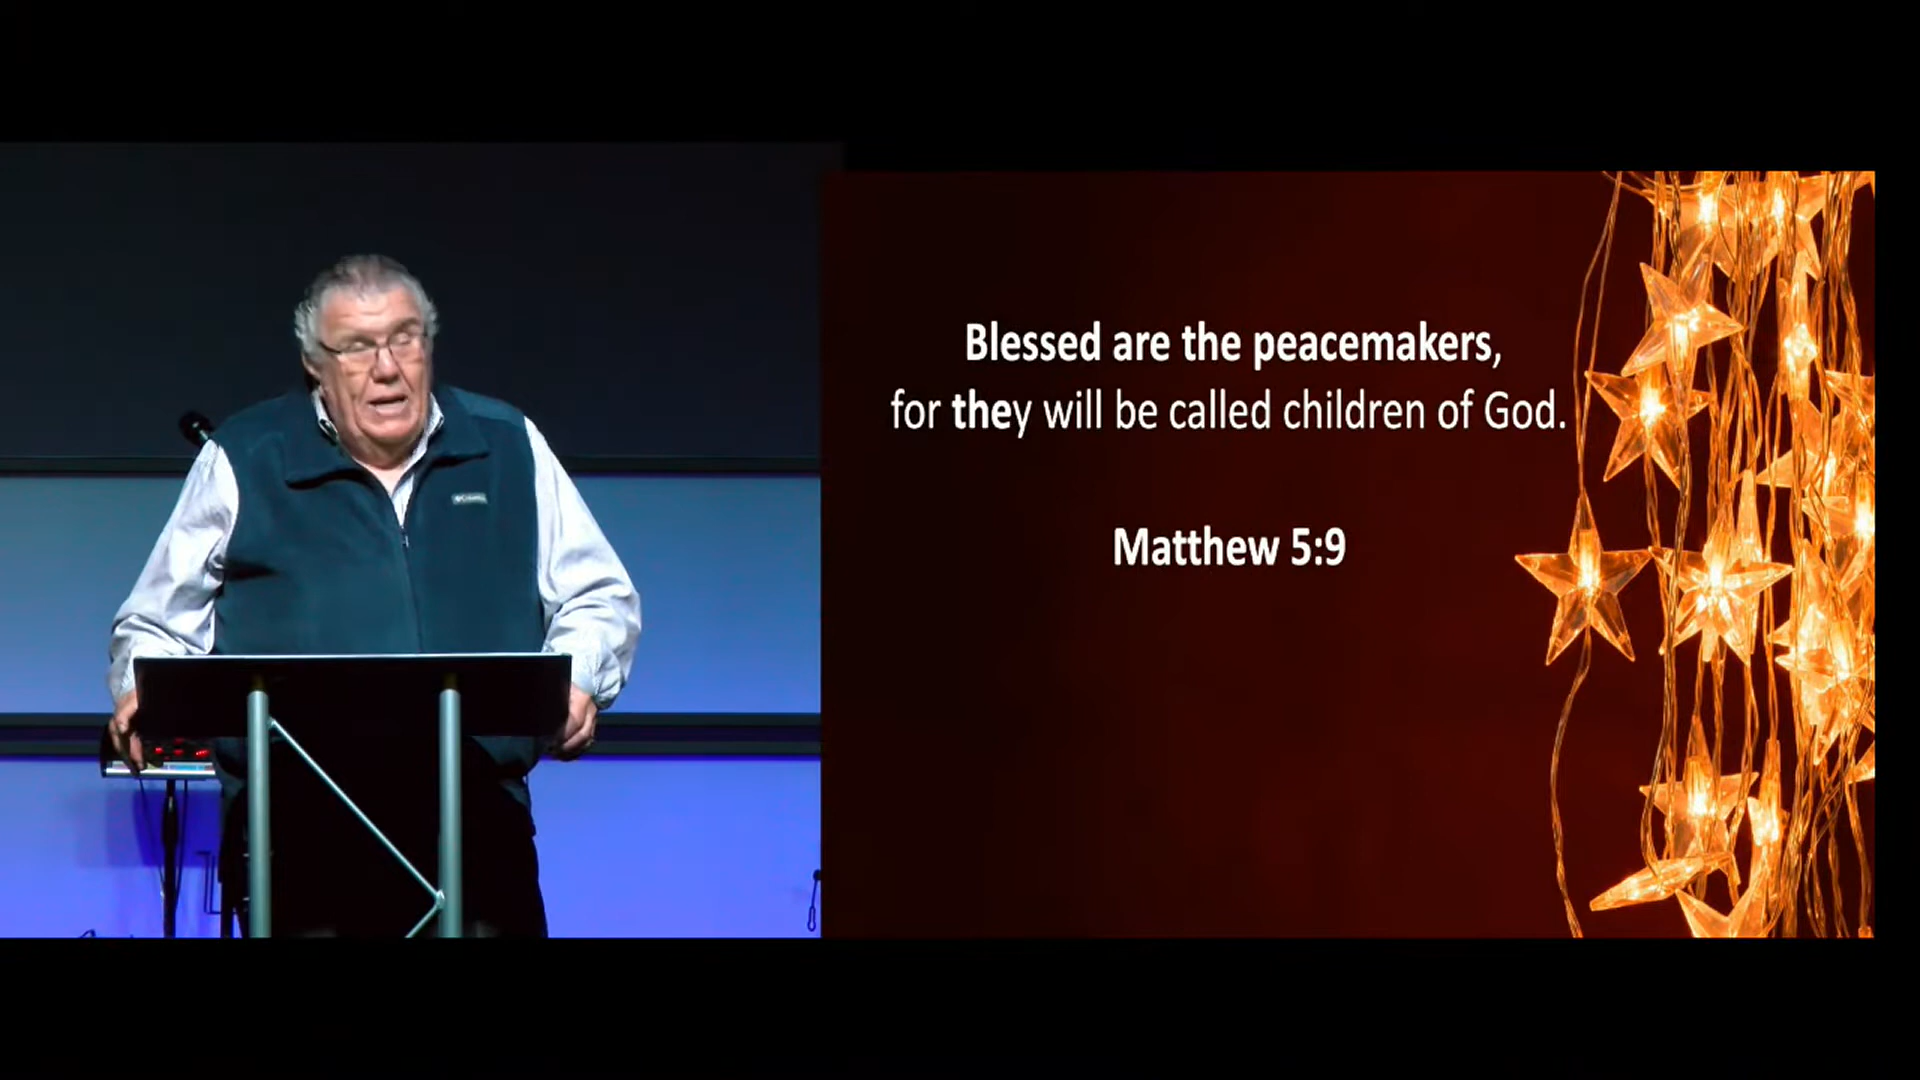 Blessed are the peacemakers,
for they will be called children of God.
Matthew 5:9